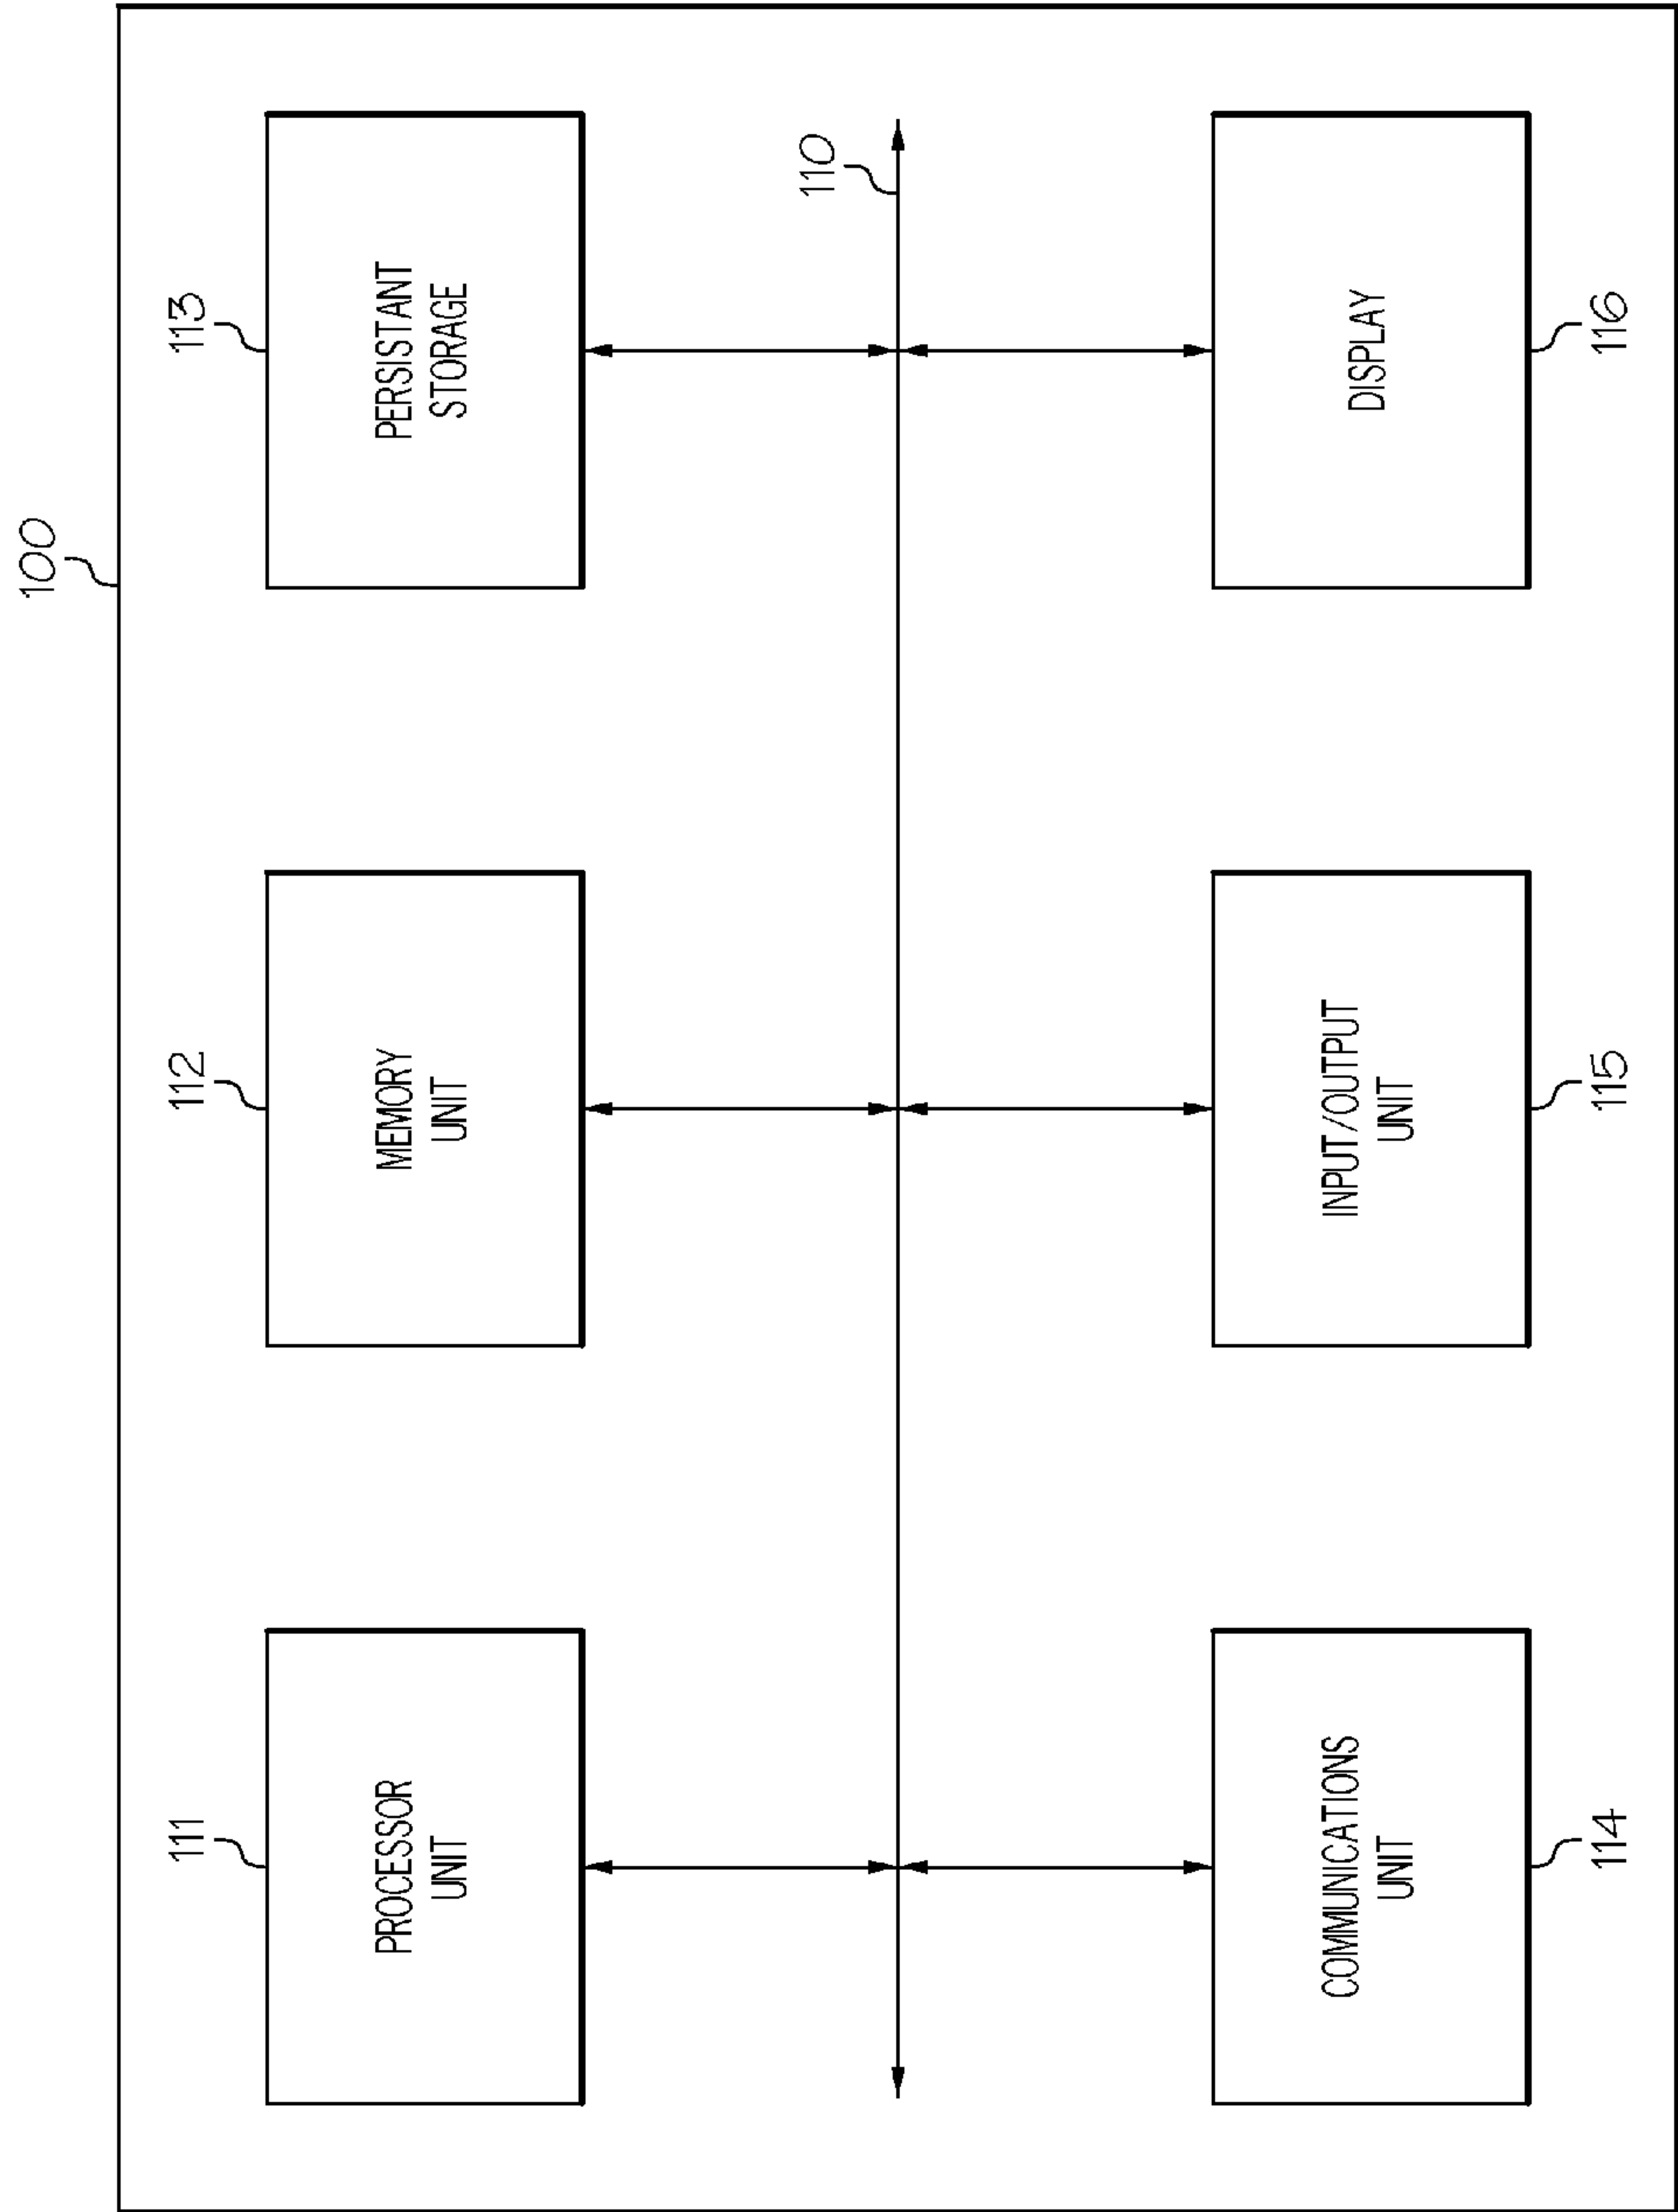 100
111
112
113
PROCESSOR
UNIT
MEMORY
UNIT
PERSISTANT
STORAGE
110
COMMUNICATIONS
UNIT
INPUT/OUTPUT
UNIT
DISPLAY
114
115
116